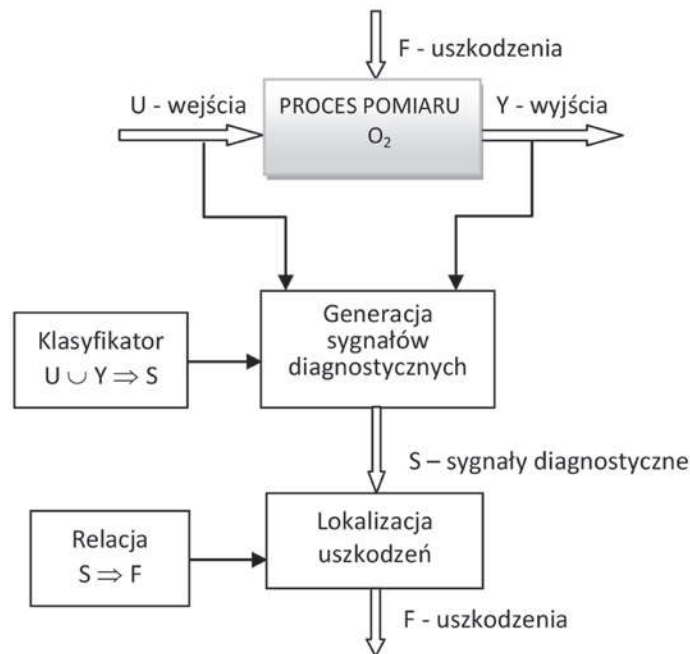 F - uszkodzenia
U - wejścia
PROCES POMIARU
O₂
Y - wyjścia
Generacja
sygnałów
diagnostycznych
Klasyfikator
U ∪ Y ⇒ S
S – sygnały diagnostyczne
Lokalizacja
uszkodzeń
Relacja
S ⇒ F
F - uszkodzenia